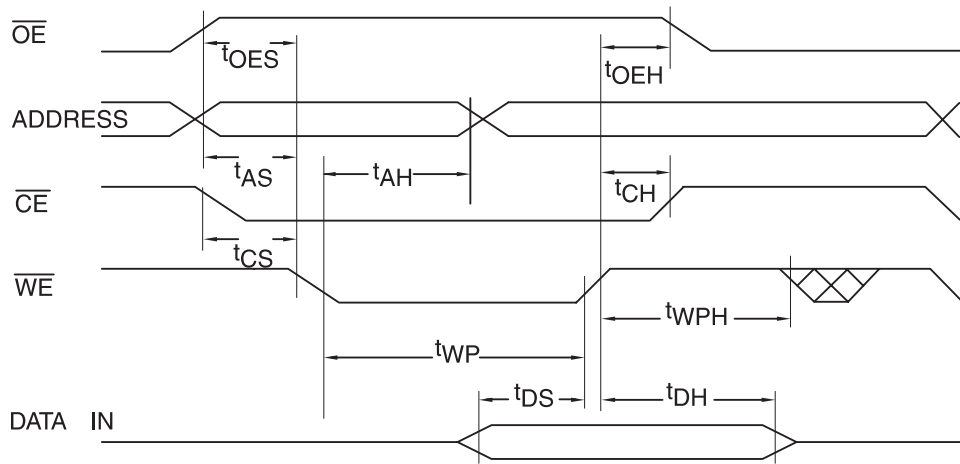 OE
tOES
tOEH
ADDRESS
tAS
tAH
tCH
CE
tCS
WE
tWPH
tWP
tDS
tDH
DATA IN